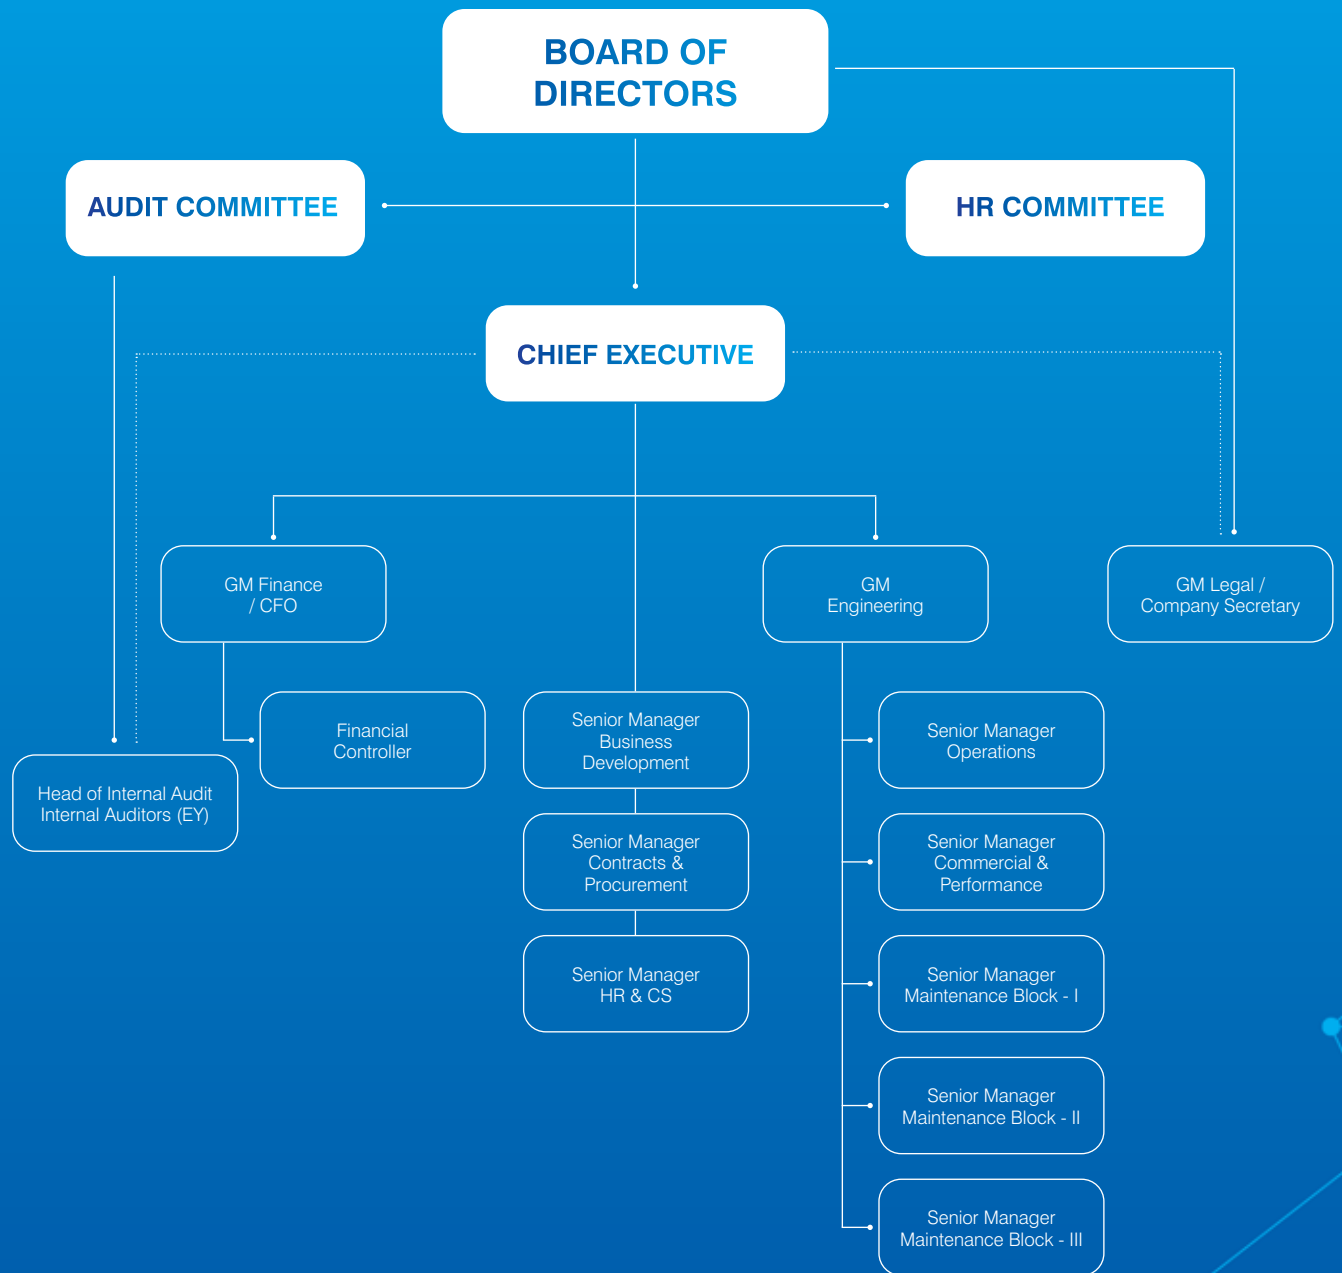 BOARD OF
DIRECTORS
AUDIT COMMITTEE
HR COMMITTEE
CHIEF EXECUTIVE
GM Finance
/ CFO
GM
Engineering
GM Legal /
Company Secretary
Financial
Controller
Senior Manager
Business
Development
Senior Manager
Operations
Head of Internal Audit
Internal Auditors (EY)
Senior Manager
Contracts &
Procurement
Senior Manager
Commercial &
Performance
Senior Manager
HR & CS
Senior Manager
Maintenance Block - I
Senior Manager
Maintenance Block - II
Senior Manager
Maintenance Block - III